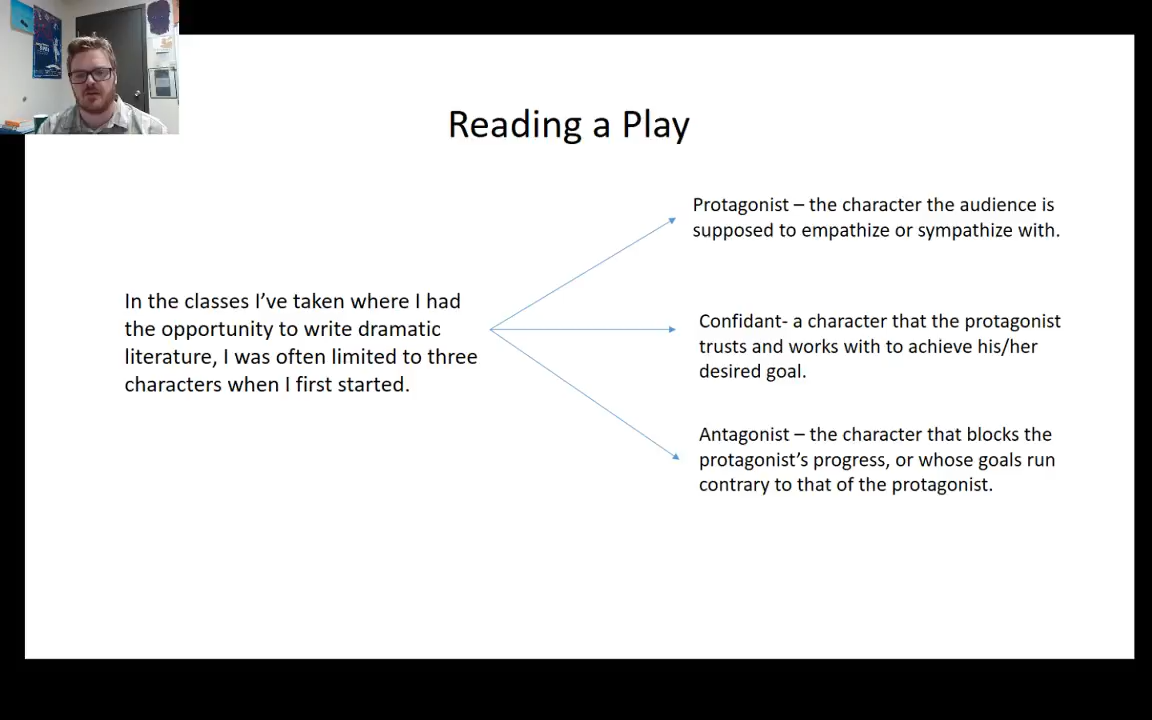 Reading a Play
In the classes I've taken where I had
the opportunity to write dramatic
literature, I was often limited to three
characters when I first started.
Protagonist – the character the audience is
supposed to empathize or sympathize with.
Confidant- a character that the protagonist
trusts and works with to achieve his/her
desired goal.
Antagonist – the character that blocks the
protagonist's progress, or whose goals run
contrary to that of the protagonist.